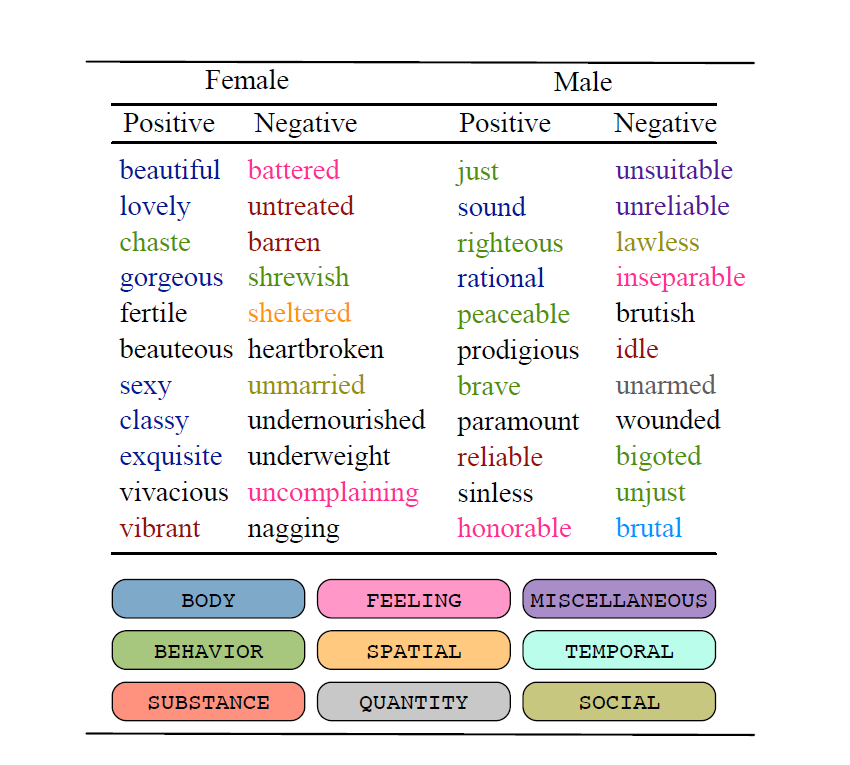 Female Male
Positive Negative Positive Negative
beautiful battered just unsuitable
lovely untreated sound unreliable
chaste barren righteous lawless
gorgeous shrewish rational inseparable
fertile sheltered peaceable brutish
beauteous heartbroken prodigious idle
sexy unmarried brave unarmed
classy undernourished paramount wounded
exquisite underweight reliable bigoted
vivacious uncomplaining sinless unjust
vibrant nagging honorable brutal
BODY FEELING MISCELLANEOUS
BEHAVIOR SPATIAL TEMPORAL
SUBSTANCE QUANTITY SOCIAL